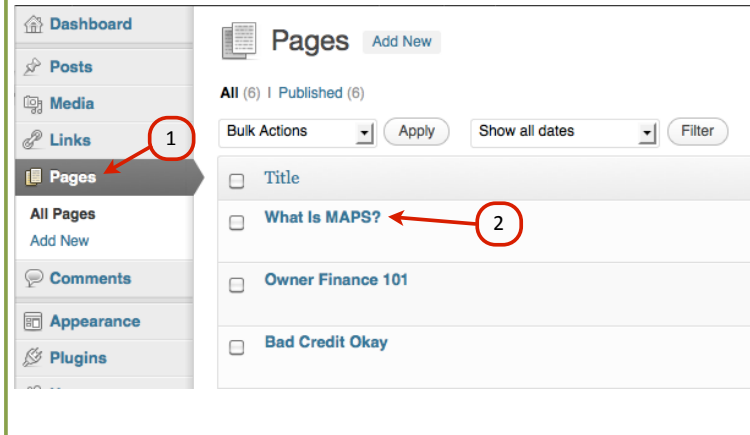 Dashboard
Posts
Media
Links
1
Pages
All Pages
Add New
Comments
Appearance
Plugins
Pages Add New
All (6) | Published (6)
Bulk Actions Apply Show all dates Filter
Title
What Is MAPS?
2
Owner Finance 101
Bad Credit Okay